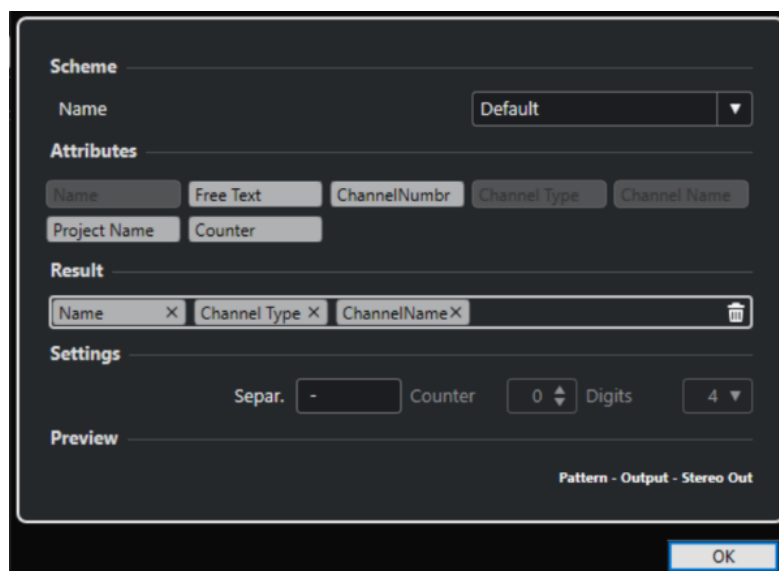 Scheme
Name Default
Attributes
Name Free Text ChannelNumbr Channel Type Channel Name
Project Name Counter
Result
Name Channel Type ChannelName
Settings
Separ. - Counter 0 Digits 4
Preview
Pattern - Output - Stereo Out
OK